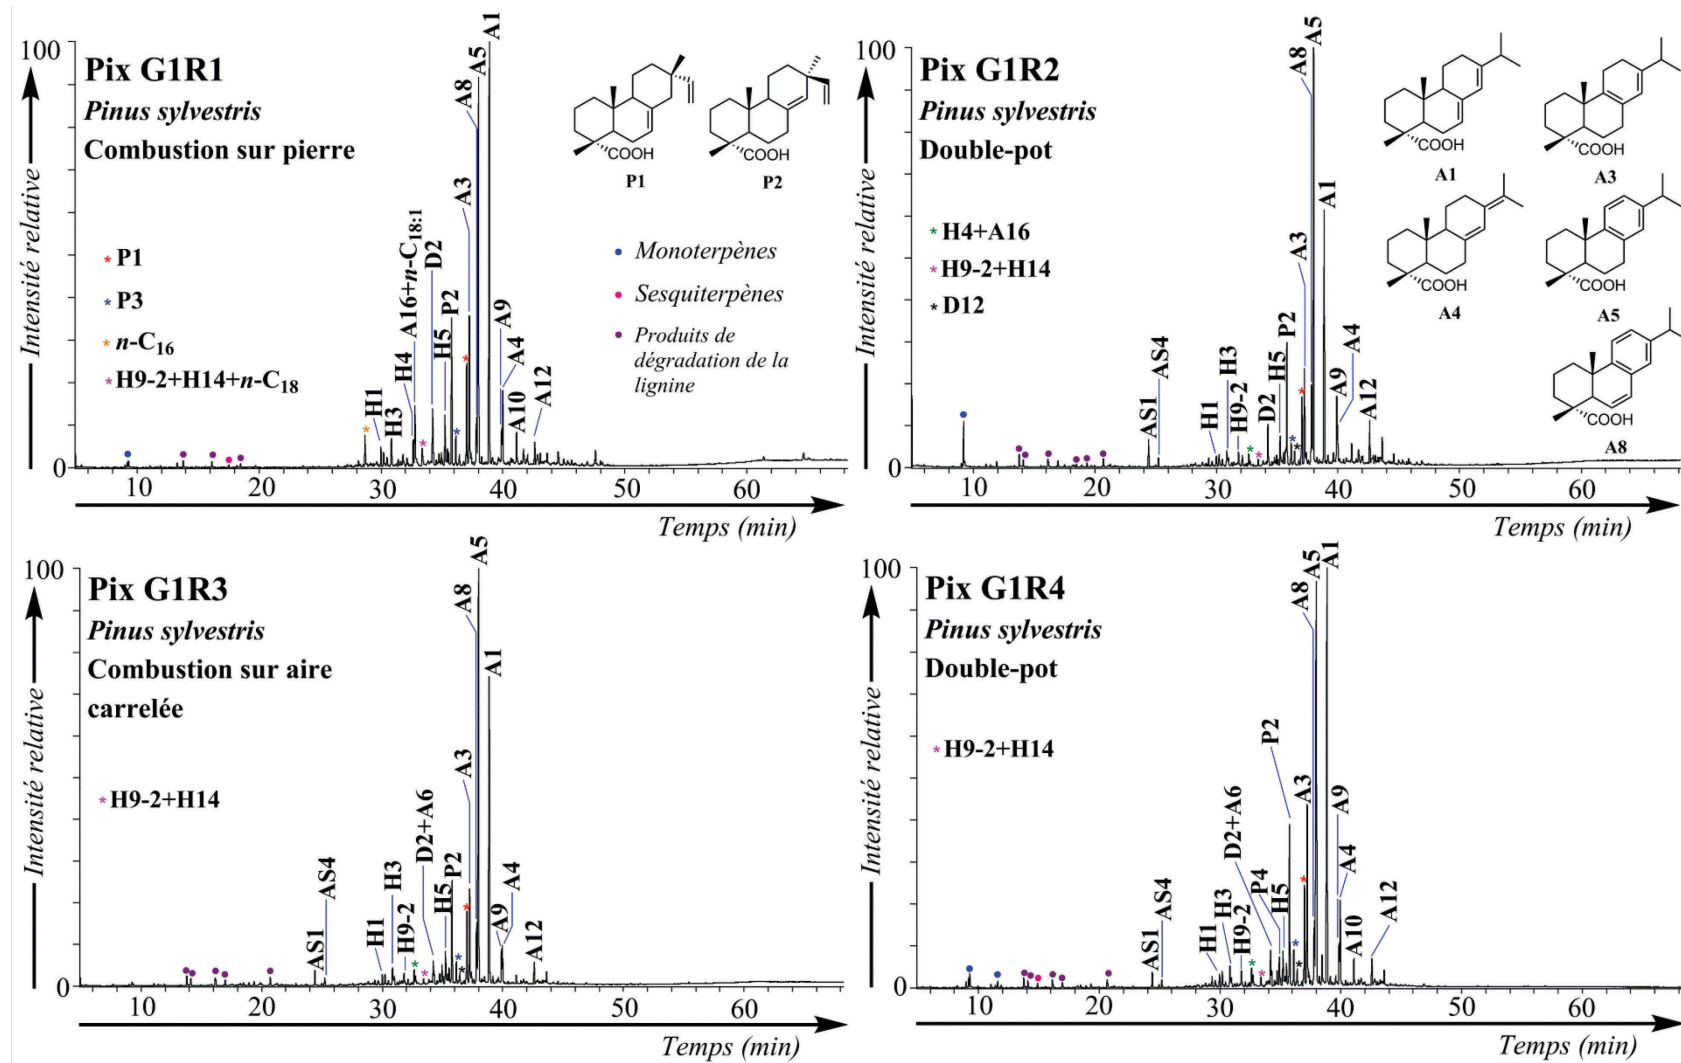 100
Pix G1R1
Pinus sylvestris
Combustion sur pierre
Intensité relative
* P1
* P3
* n-C16
* H9-2+H14+n-C18
H1
H3
H4
A16+n-C18:1
D2
H5
P2
A3
A8
A5
A1
A9
A4
A10
A12
COOH
P1
COOH
P2
• Monoterpènes
• Sesquiterpènes
• Produits de
dégradation de la
lignine
0
10
20
30
40
60
Temps (min)
100
Pix G1R2
Pinus sylvestris
Double-pot
Intensité relative
* H4+A16
* H9-2+H14
* D12
AS1
AS4
H1
H3
H9-2
D2
H5
P2
A3
A8
A5
A1
A9
A4
A12
COOH
A1
COOH
A3
COOH
A4
COOH
A5
COOH
A8
0
10
20
30
40
60
Temps (min)
100
Pix G1R3
Pinus sylvestris
Combustion sur aire
carrelée
Intensité relative
* H9-2+H14
AS1
AS4
H1
H3
H9-2
D2+A6
H5
P2
A3
A8
A5
A1
A9
A4
A12
0
10
20
30
40
60
Temps (min)
100
Pix G1R4
Pinus sylvestris
Double-pot
Intensité relative
* H9-2+H14
AS1
AS4
H1
H3
H9-2
D2+A6
P4
H5
P2
A3
A8
A5
A1
A9
A4
A10
A12
0
10
20
30
40
60
Temps (min)